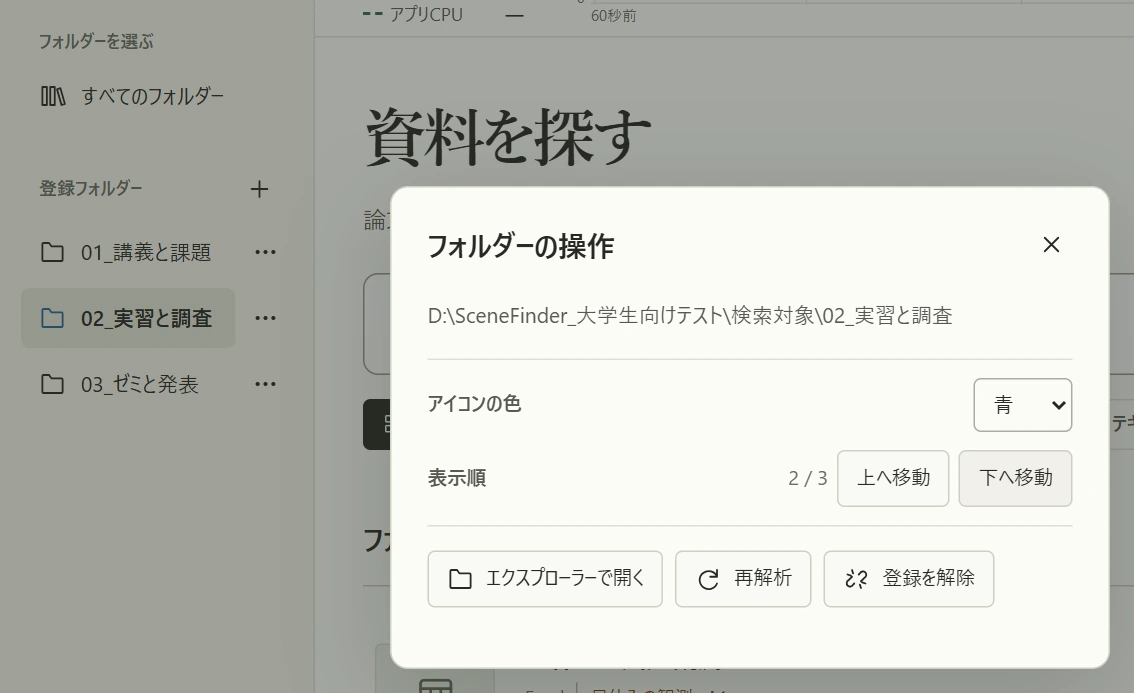 アプリCPU
—
60秒前
フォルダーを選ぶ
すべてのフォルダー
登録フォルダー
01_講義と課題
02_実習と調査
03_ゼミと発表
資料を探す
フォルダーの操作
D:\SceneFinder_大学生向けテスト\検索対象\02_実習と調査
アイコンの色
青
表示順
2 / 3
上へ移動
下へ移動
エクスプローラーで開く
再解析
登録を解除